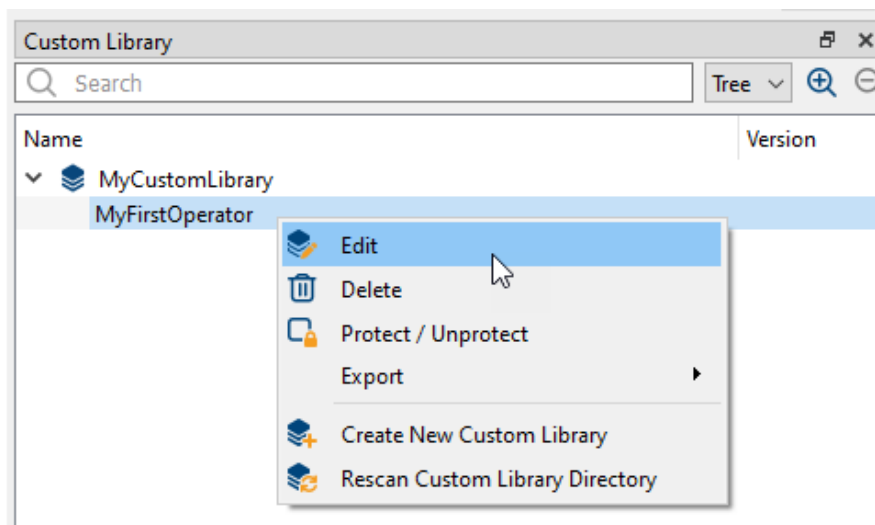 Custom Library
Search
Tree
Name
Version
MyCustomLibrary
MyFirstOperator
Edit
Delete
Protect / Unprotect
Export
Create New Custom Library
Rescan Custom Library Directory